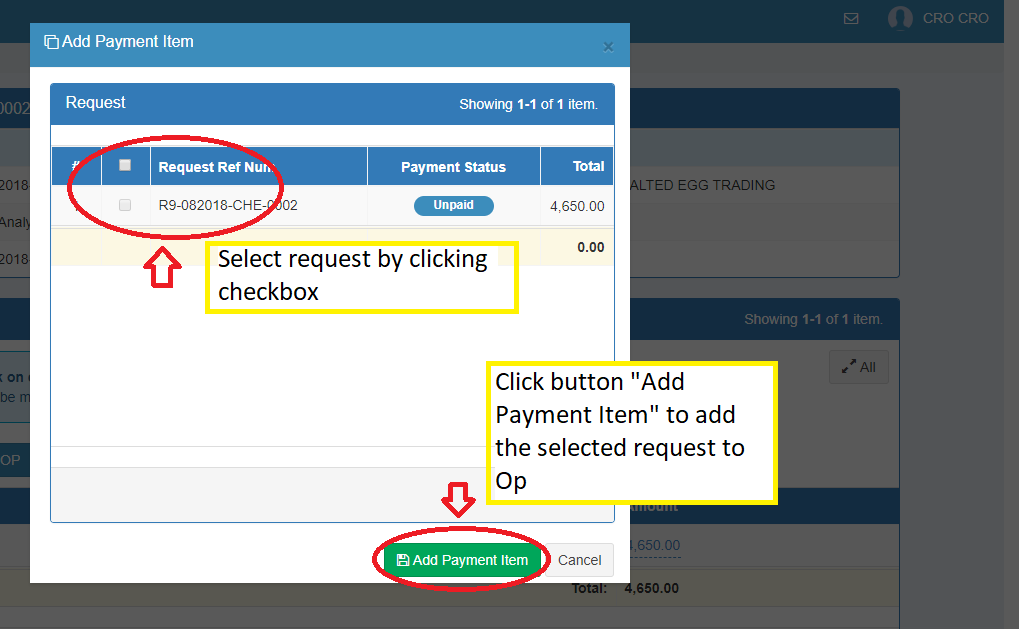 CRO CRO
Add Payment Item
×
0002
Request
Showing 1-1 of 1 item.
#
Request Ref Num
Payment Status
Total
2018-
ALTED EGG TRADING
R9-082018-CHE-0002
Unpaid
4,650.00
Analy
0.00
2018-
Select request by clicking
checkbox
Showing 1-1 of 1 item.
All
k on
be m
Click button "Add
Payment Item" to add
the selected request to
Op
OP
Amount
4,650.00
Add Payment Item
Cancel
Total: 4,650.00